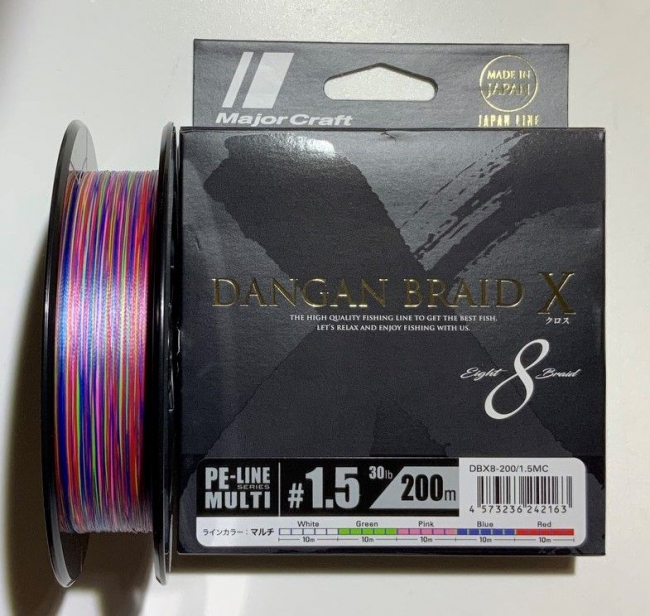 MajorCraft
MADE IN
JAPAN
JAPAN LINE
DANGAN BRAID X
クロス
THE HIGH QUALITY FISHING LINE TO GET THE BEST FISH.
LET'S RELAX AND ENJOY FISHING WITH US.
Eight 8 Braid
PE-LINE
SERIES
MULTI
#1.5
30lb
200m
DBX8-200/1.5MC
4 573236 242163
ラインカラー：マルチ
White Green Pink Blue Red
10m 10m 10m 10m 10m